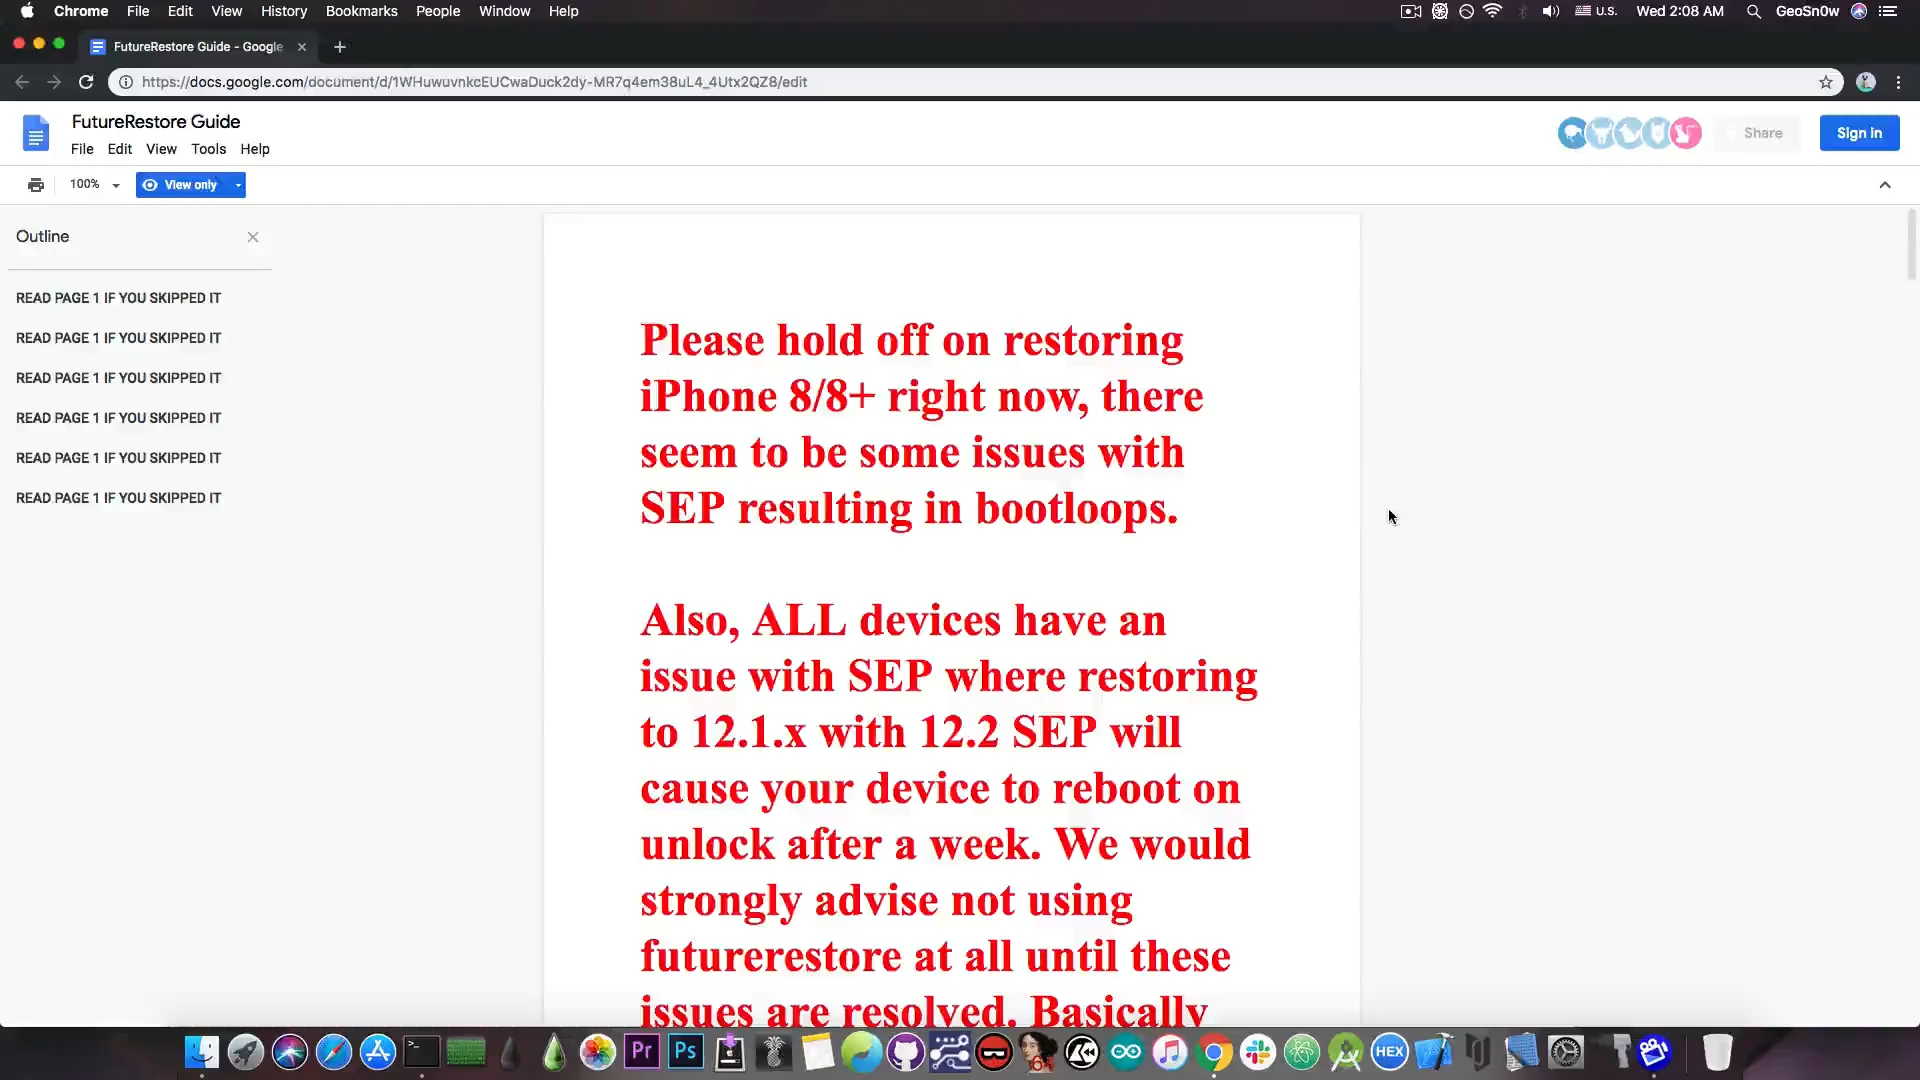 Chrome File Edit View History Bookmarks People Window Help U.S. Wed 2:08 AM GeoSn0w
FutureRestore Guide - Google
https://docs.google.com/document/d/1WHuwuvnkcEUCwaDuck2dy-MR7q4em38uL4_4Utx2QZ8/edit
FutureRestore Guide
File Edit View Tools Help
Share
Sign in
100%
View only
Outline
READ PAGE 1 IF YOU SKIPPED IT
READ PAGE 1 IF YOU SKIPPED IT
READ PAGE 1 IF YOU SKIPPED IT
READ PAGE 1 IF YOU SKIPPED IT
READ PAGE 1 IF YOU SKIPPED IT
READ PAGE 1 IF YOU SKIPPED IT
Please hold off on restoring
iPhone 8/8+ right now, there
seem to be some issues with
SEP resulting in bootloops.
Also, ALL devices have an
issue with SEP where restoring
to 12.1.x with 12.2 SEP will
cause your device to reboot on
unlock after a week. We would
strongly advise not using
futurerestore at all until these
issues are resolved. Basically
Pr
Ps
HEX